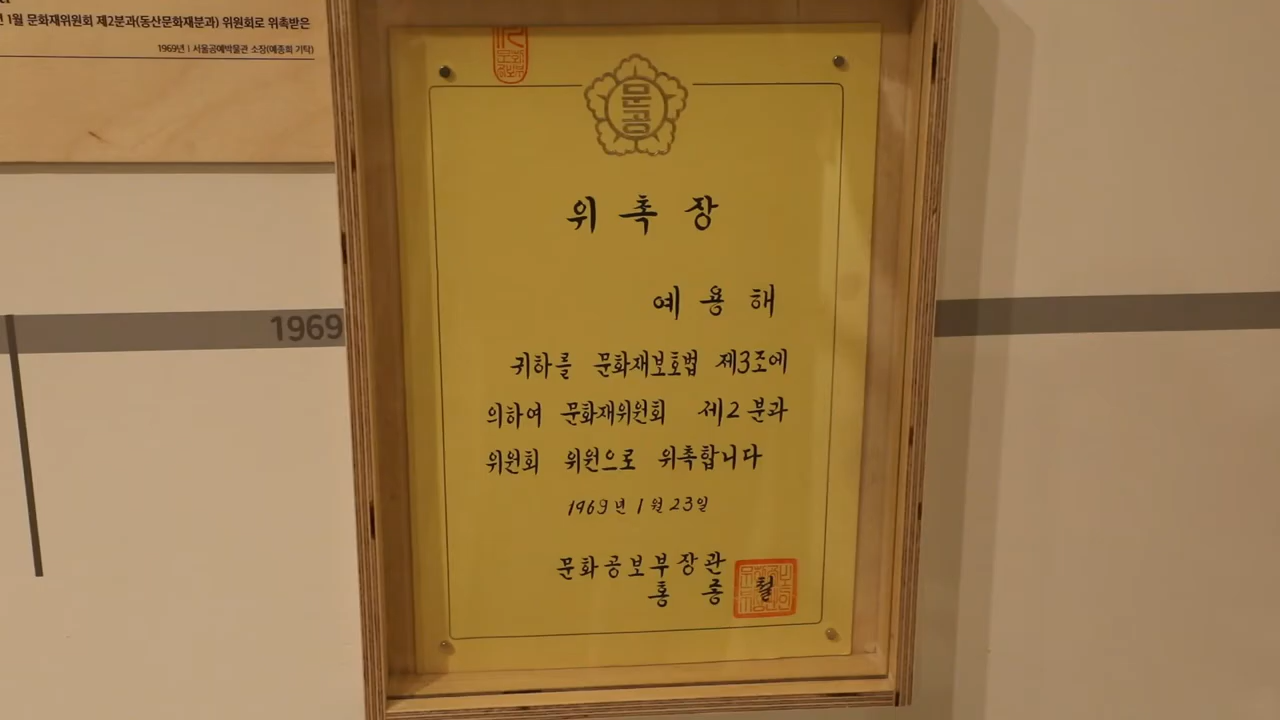 년 1월 문화재위원회 제2분과(동산문화재분과) 위원회로 위촉받은
1969년 | 서울공예박물관 소장(예종희 기탁)
1969
문공
위 촉 장
예 용 해
귀하를 문화재보호법 제3조에
의하여 문화재위원회 제2분과
위원회 위원으로 위촉합니다
1969년 1월 23일
문화공보부장관
홍 종 철